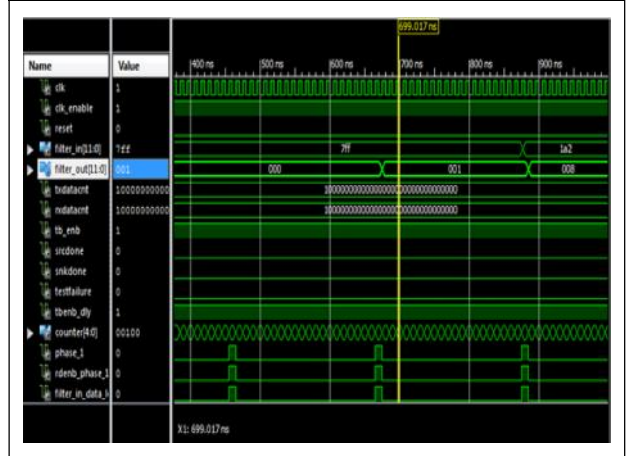 699.017 ns
Name Value 400 ns 500 ns 600 ns 700 ns 800 ns 900 ns
clk 1
clk_enable 1
reset 0
filter_in[11:0] 7ff 7ff 1a2
filter_out[11:0] 001 000 001 008
txdatacnt 10000000000
rxdatacnt 10000000000
tb_enb 1
srcdone 0
snkdone 0
testfailure 0
tbenb_dly 1
counter[4:0] 00100
phase_1 0
rdenb_phase_1 0
filter_in_data_ 0
X1: 699.017 ns